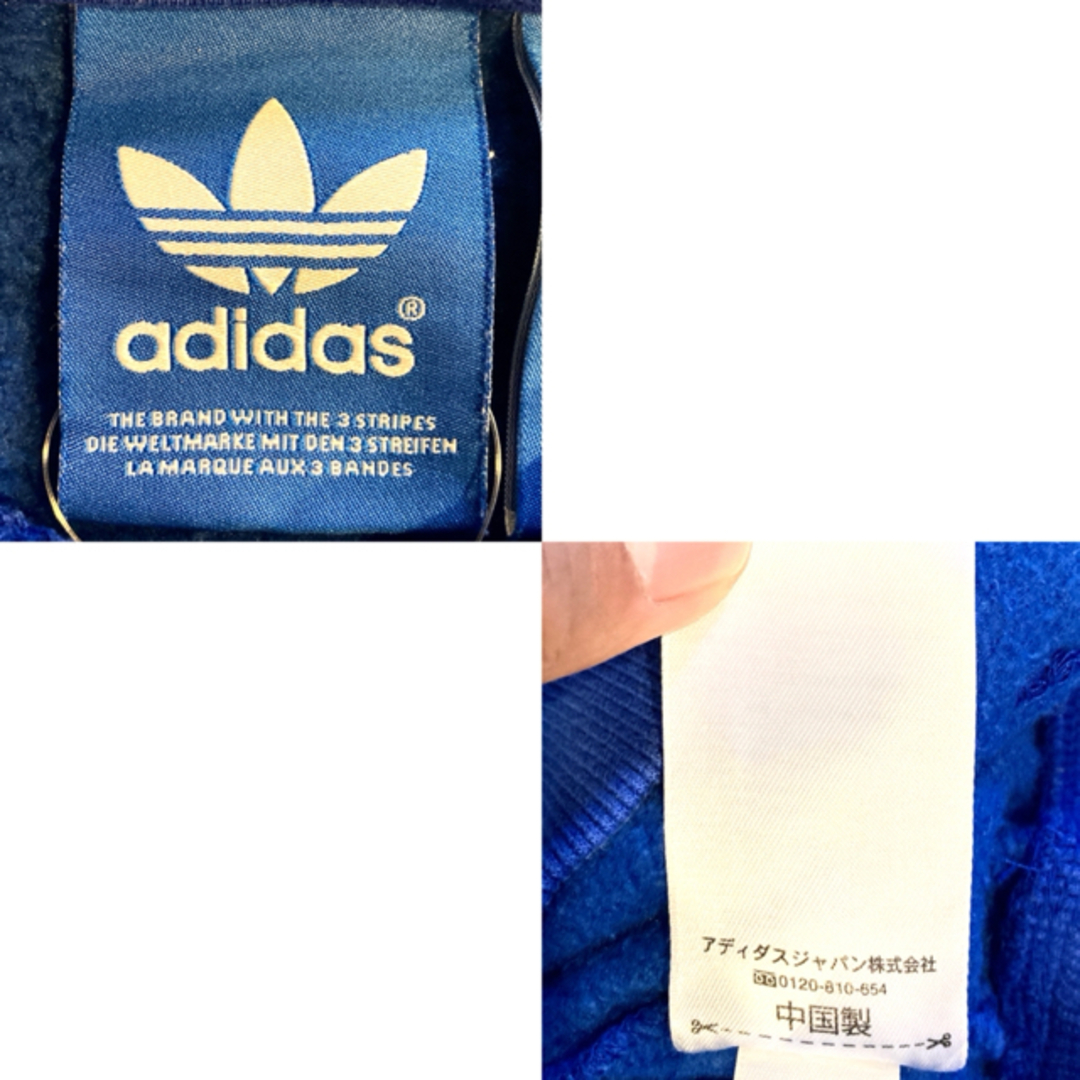 adidas®
THE BRAND WITH THE 3 STRIPES
DIE WELTMARKE MIT DEN 3 STREIFEN
LA MARQUE AUX 3 BANDES
アディダスジャパン株式会社
0120-810-654
中国製